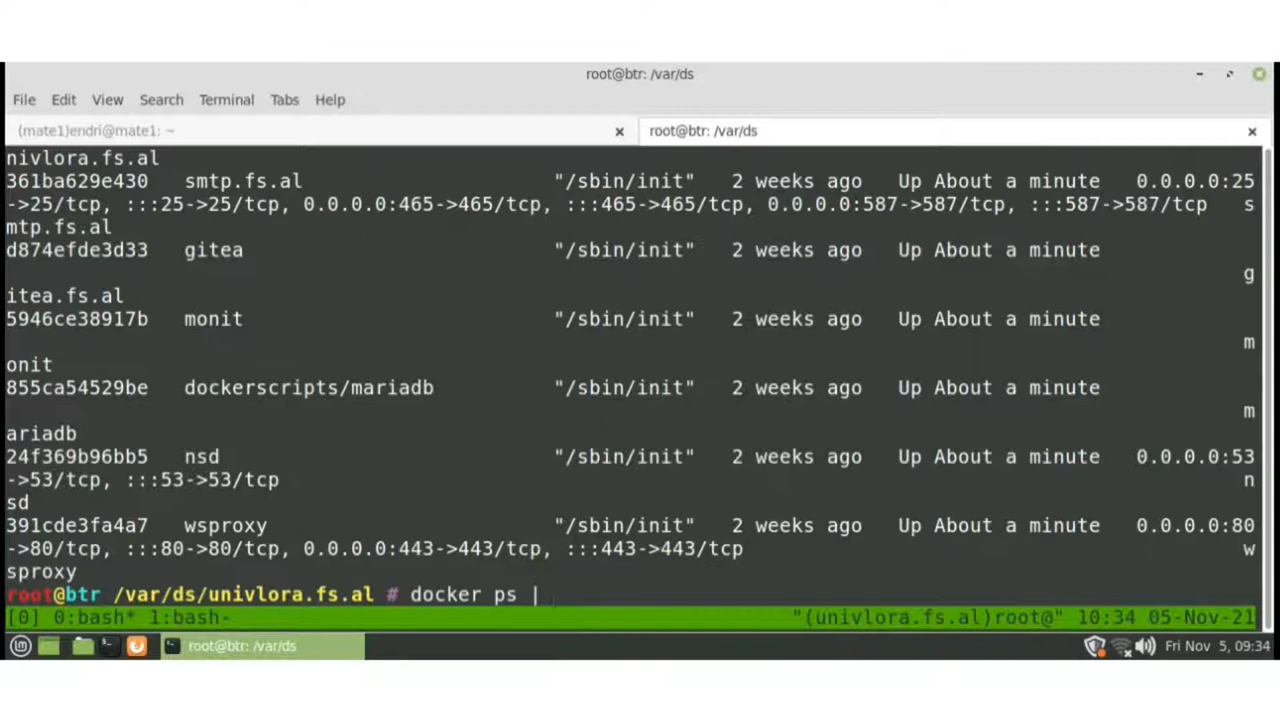 root@btr: /var/ds
File Edit View Search Terminal Tabs Help
(mate1)endri@mate1: ~
root@btr: /var/ds
nivlora.fs.al
361ba629e430 smtp.fs.al "/sbin/init" 2 weeks ago Up About a minute 0.0.0.0:25
->25/tcp, :::25->25/tcp, 0.0.0.0:465->465/tcp, :::465->465/tcp, 0.0.0.0:587->587/tcp, :::587->587/tcp s
mtp.fs.al
d874efde3d33 gitea "/sbin/init" 2 weeks ago Up About a minute
g
itea.fs.al
5946ce38917b monit "/sbin/init" 2 weeks ago Up About a minute
m
onit
855ca54529be dockerscripts/mariadb "/sbin/init" 2 weeks ago Up About a minute
m
ariadb
24f369b96bb5 nsd "/sbin/init" 2 weeks ago Up About a minute 0.0.0.0:53
->53/tcp, :::53->53/tcp n
sd
391cde3fa4a7 wsproxy "/sbin/init" 2 weeks ago Up About a minute 0.0.0.0:80
->80/tcp, :::80->80/tcp, 0.0.0.0:443->443/tcp, :::443->443/tcp w
sproxy
root@btr /var/ds/univlora.fs.al # docker ps |
[0] 0:bash* 1:bash- "(univlora.fs.al)root@" 10:34 05-Nov-21
root@btr: /var/ds Fri Nov 5, 09:34